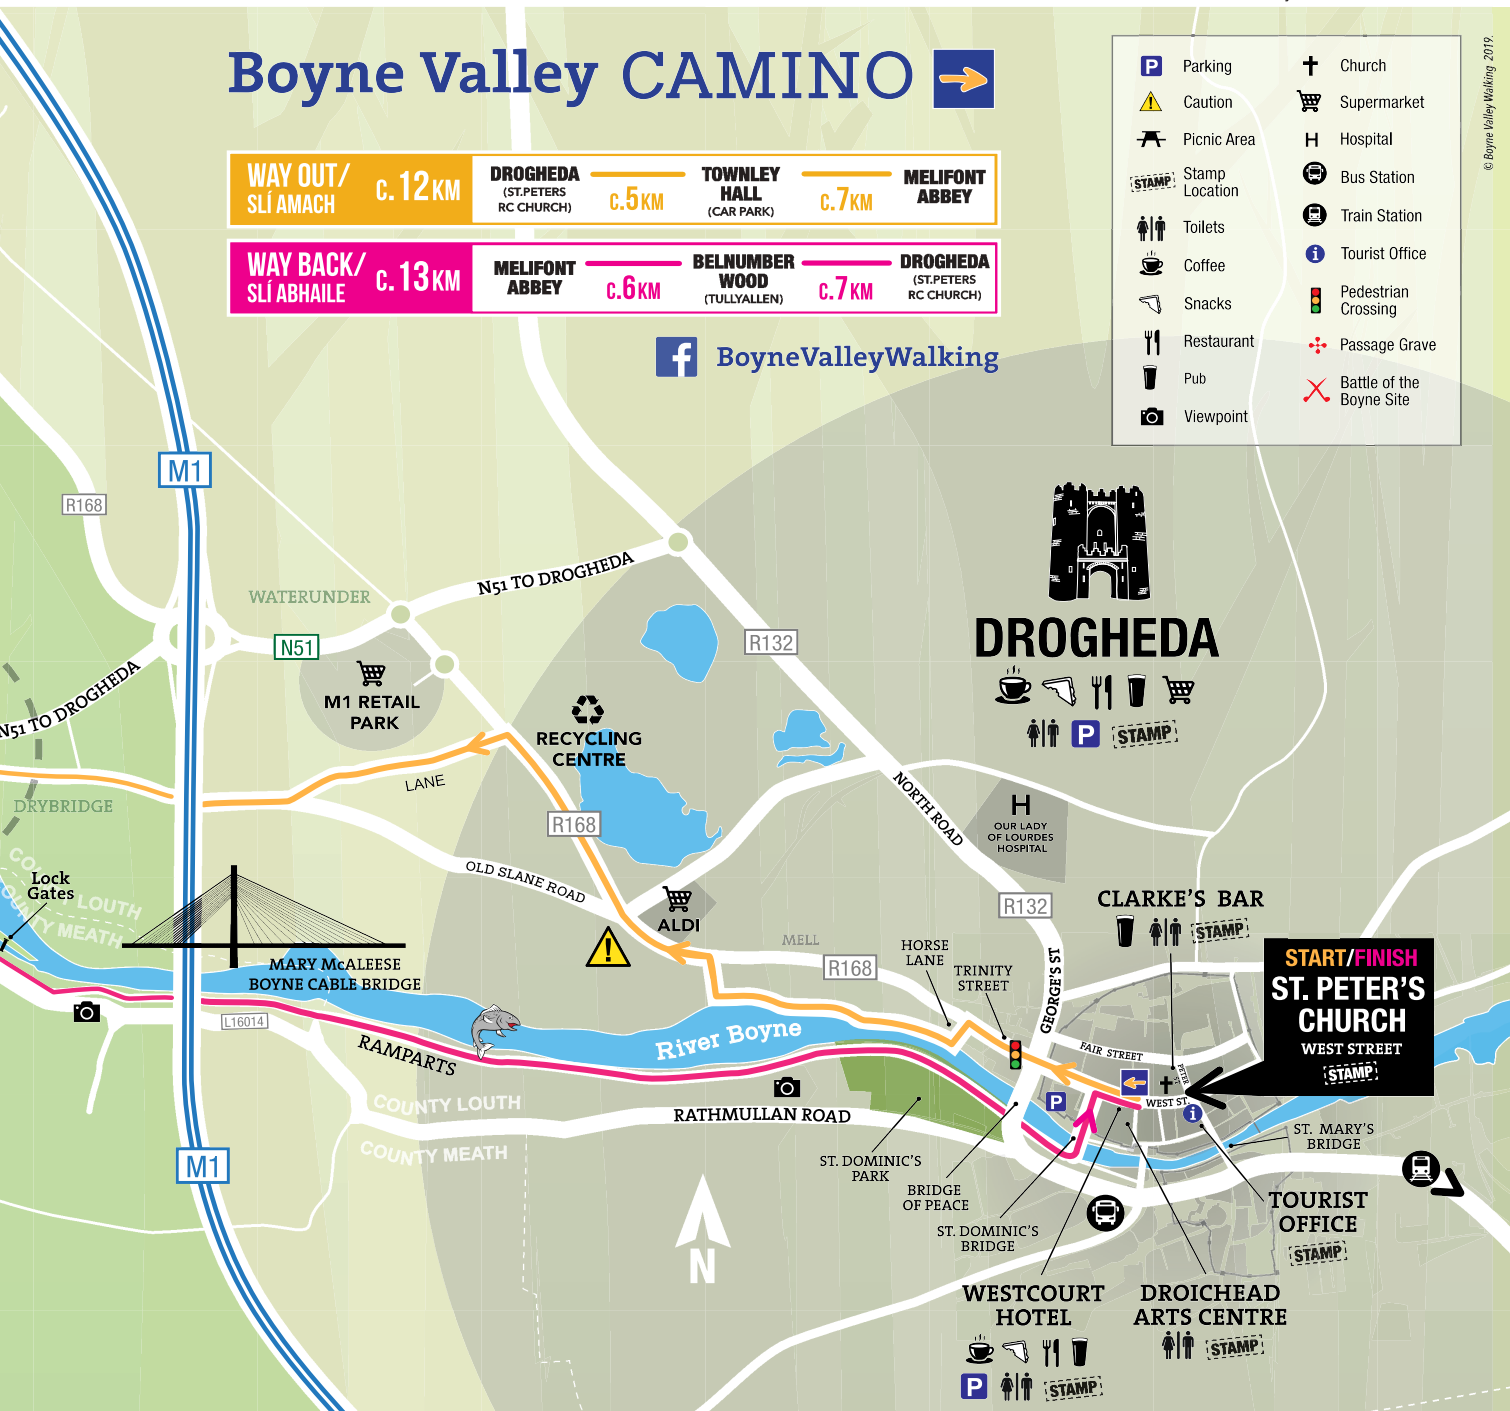 Boyne Valley CAMINO
© Boyne Valley Walking 2019.
WAY OUT/
SLÍ AMACH
c.12KM
DROGHEDA
(ST.PETERS
RC CHURCH)
c.5KM
TOWNLEY
HALL
(CAR PARK)
c.7KM
MELIFONT
ABBEY
WAY BACK/
SLÍ ABHAILE
c.13KM
MELIFONT
ABBEY
c.6KM
BELNUMBER
WOOD
(TULLYALLEN)
c.7KM
DROGHEDA
(ST.PETERS
RC CHURCH)
f BoyneValleyWalking
P Parking
Caution
Picnic Area
STAMP Stamp
Location
Toilets
Coffee
Snacks
Restaurant
Pub
Viewpoint
Church
Supermarket
H Hospital
Bus Station
Train Station
i Tourist Office
Pedestrian
Crossing
Passage Grave
Battle of the
Boyne Site
M1
R168
WATERUNDER
N51
N51 TO DROGHEDA
N51 TO DROGHEDA
R132
M1 RETAIL
PARK
RECYCLING
CENTRE
DROGHEDA
P STAMP
LANE
DRYBRIDGE
R168
NORTH ROAD
H
OUR LADY
OF LOURDES
HOSPITAL
OLD SLANE ROAD
ALDI
R132
CLARKE'S BAR
STAMP
Lock
Gates
COUNTY LOUTH
COUNTY MEATH
MARY McALEESE
BOYNE CABLE BRIDGE
MELL
R168
HORSE
LANE
TRINITY
STREET
GEORGE'S ST
START/FINISH
ST. PETER'S
CHURCH
WEST STREET
STAMP
L16014
RAMPARTS
River Boyne
FAIR STREET
PETER ST.
WEST ST.
P
i
COUNTY LOUTH
COUNTY MEATH
RATHMULLAN ROAD
M1
ST. DOMINIC'S
PARK
BRIDGE
OF PEACE
ST. DOMINIC'S
BRIDGE
ST. MARY'S
BRIDGE
N
TOURIST
OFFICE
STAMP
WESTCOURT
HOTEL
P STAMP
DROICHEAD
ARTS CENTRE
STAMP